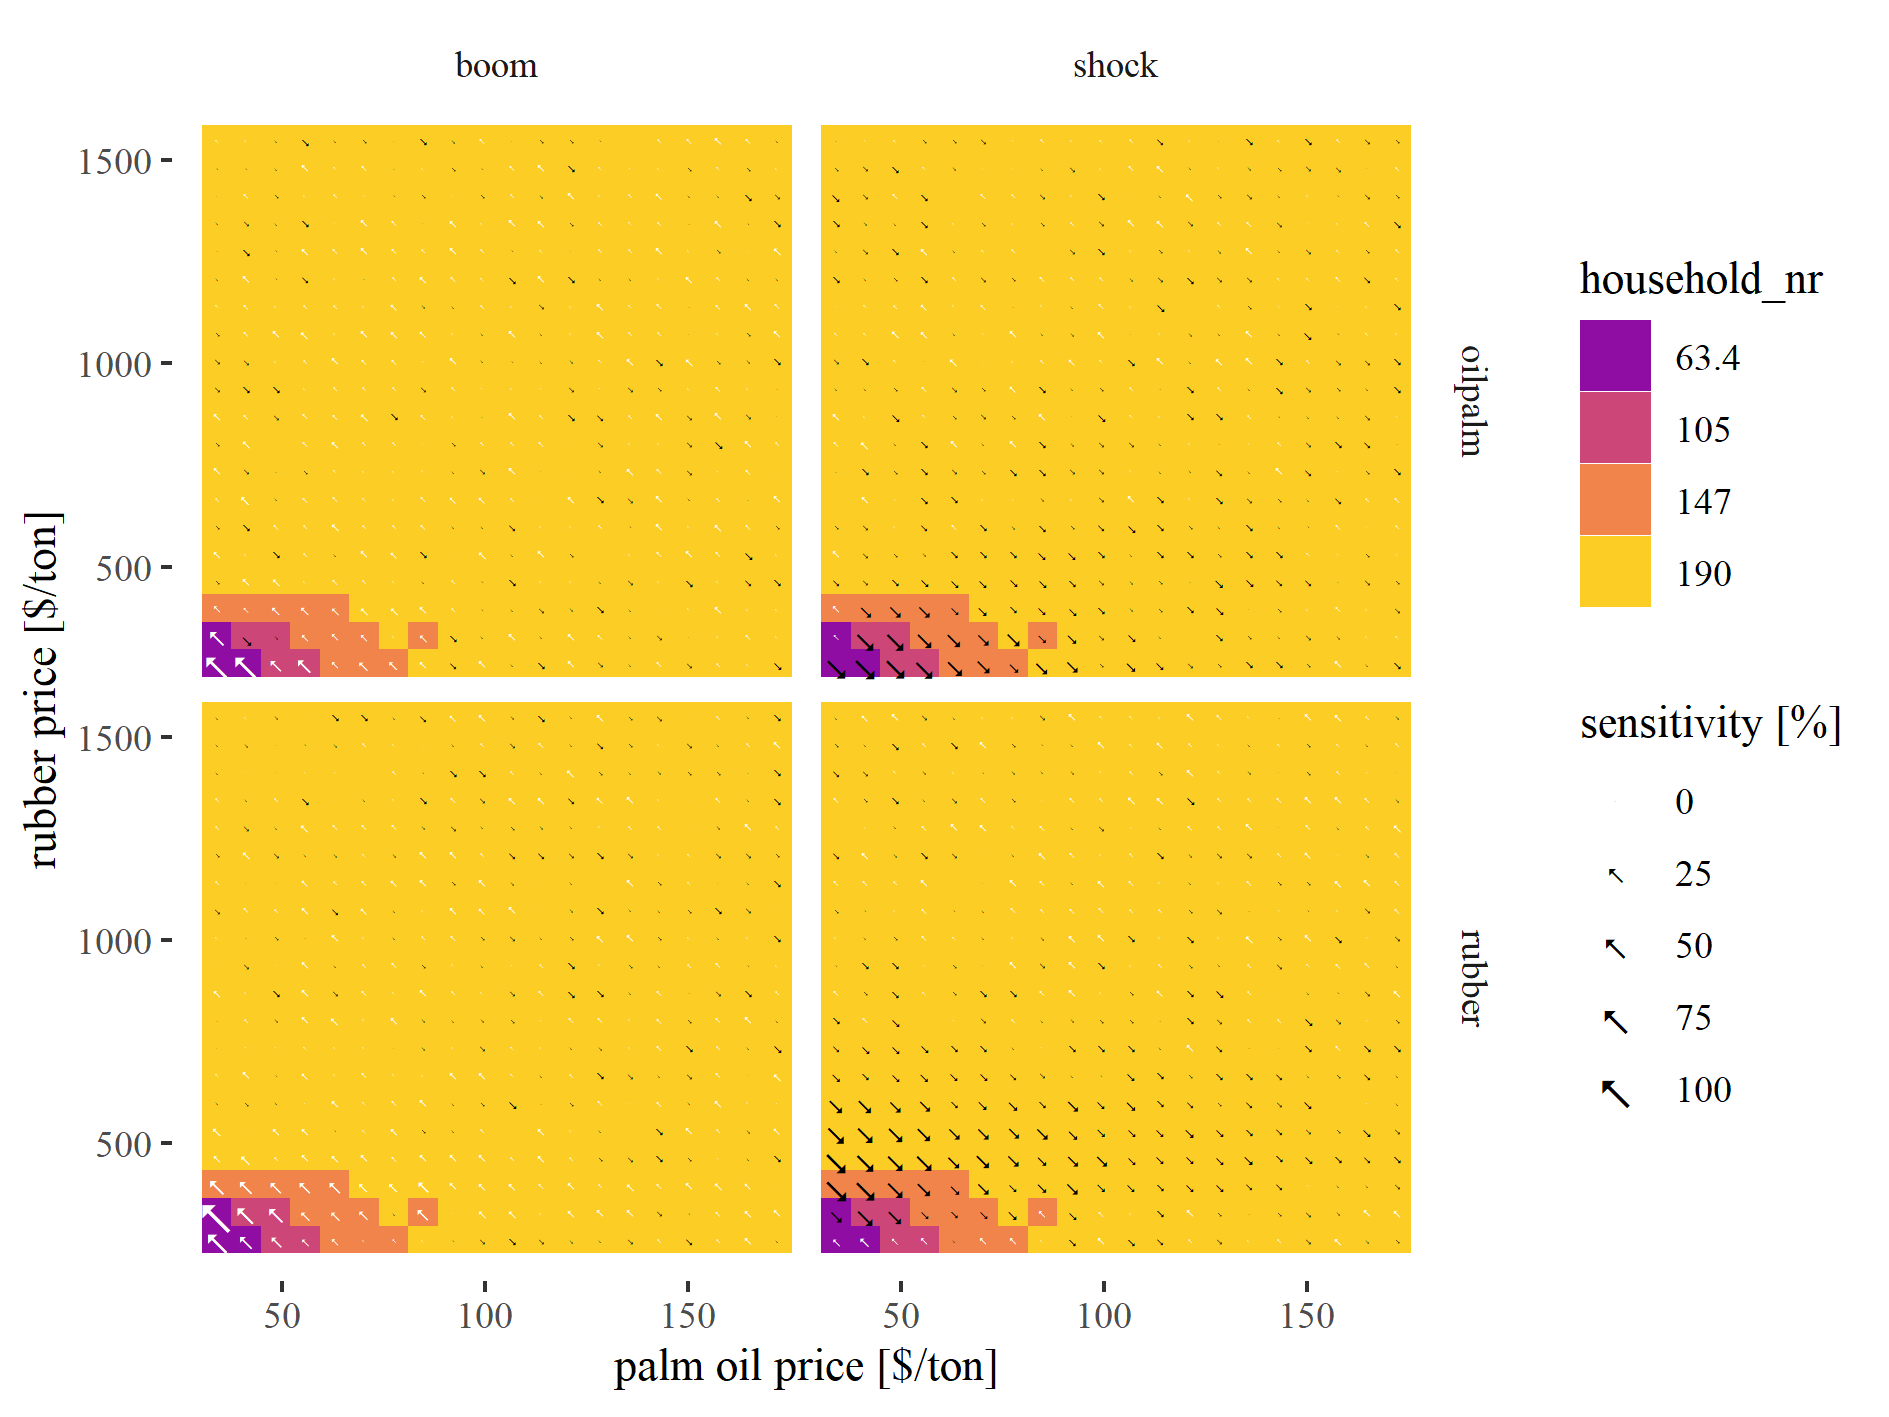 boom
shock
1500
1000
500
oilpalm
1500
1000
500
rubber
50
100
150
50
100
150
palm oil price [$/ton]
rubber price [$/ton]
household_nr
63.4
105
147
190
sensitivity [%]
0
25
50
75
100